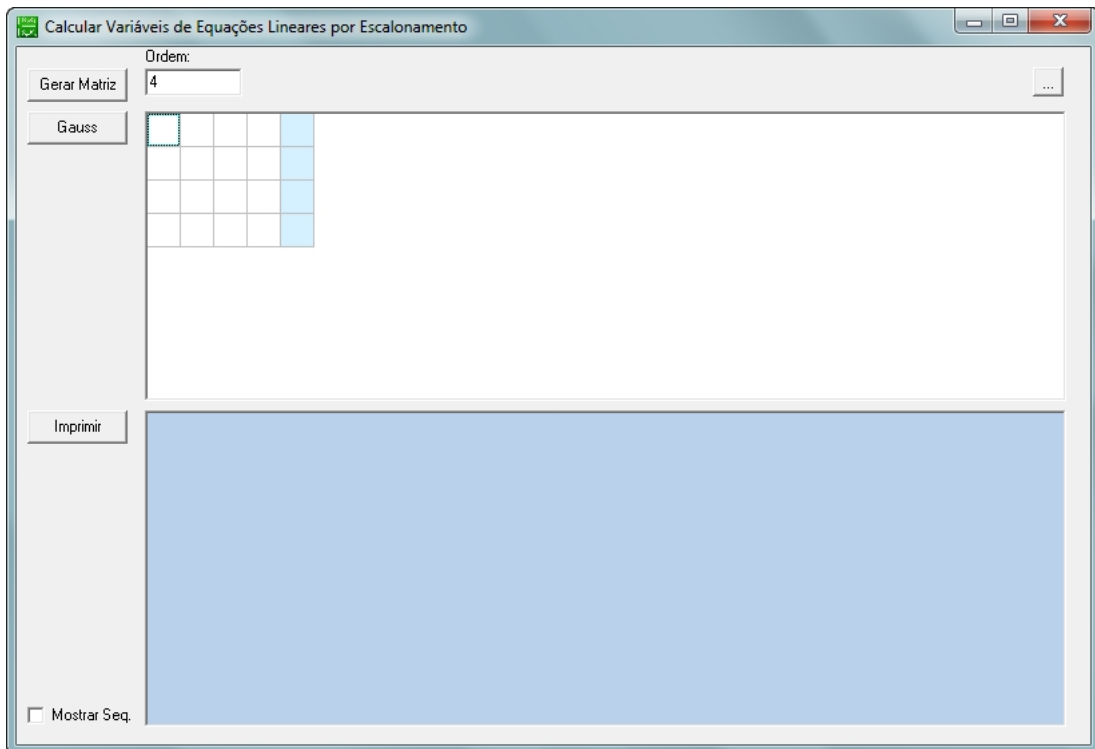 Calcular Variáveis de Equações Lineares por Escalonamento
Ordem:
Gerar Matriz
4
...
Gauss
Imprimir
Mostrar Seq.